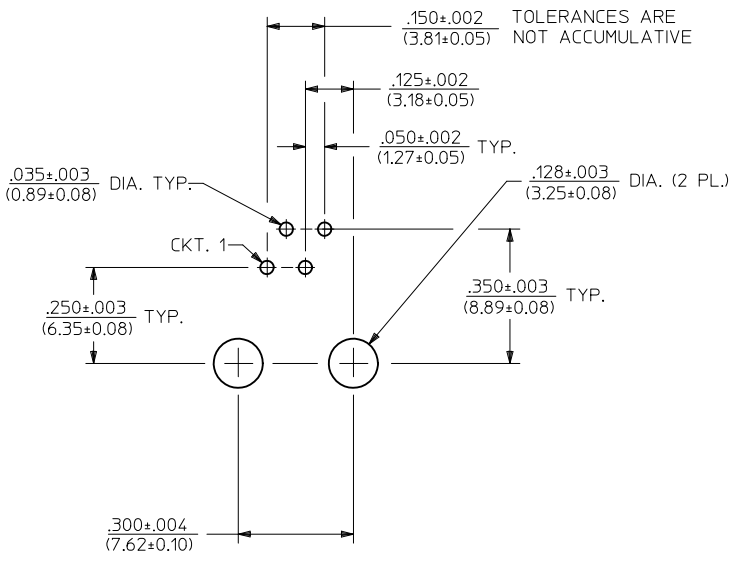 .150±.002 TOLERANCES ARE
(3.81±0.05) NOT ACCUMULATIVE
.125±.002
(3.18±0.05)
.050±.002 TYP.
(1.27±0.05)
.035±.003 DIA. TYP.
(0.89±0.08)
.128±.003 DIA. (2 PL.)
(3.25±0.08)
CKT. 1
.250±.003 TYP.
(6.35±0.08)
.350±.003 TYP.
(8.89±0.08)
.300±.004
(7.62±0.10)